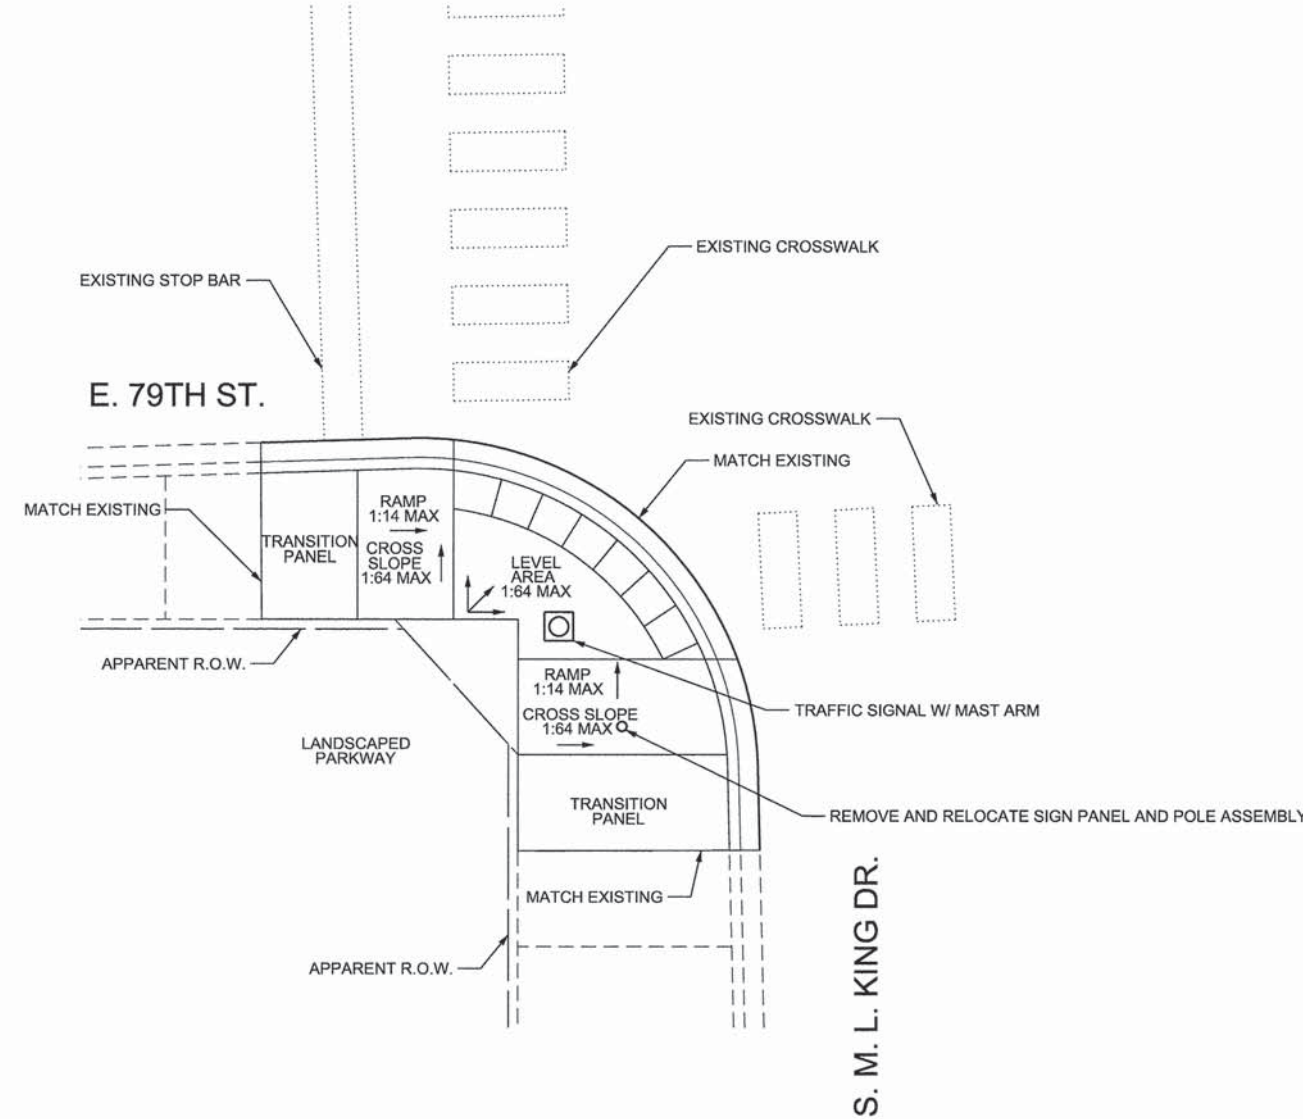 EXISTING CROSSWALK
EXISTING STOP BAR
E. 79TH ST.
EXISTING CROSSWALK
MATCH EXISTING
MATCH EXISTING
RAMP
1:14 MAX
TRANSITION
PANEL
CROSS
SLOPE
1:64 MAX
LEVEL
AREA
1:64 MAX
APPARENT R.O.W.
RAMP
1:14 MAX
TRAFFIC SIGNAL W/ MAST ARM
CROSS SLOPE
1:64 MAX
LANDSCAPED
PARKWAY
TRANSITION
PANEL
REMOVE AND RELOCATE SIGN PANEL AND POLE ASSEMBLY
MATCH EXISTING
APPARENT R.O.W.
S. M. L. KING DR.